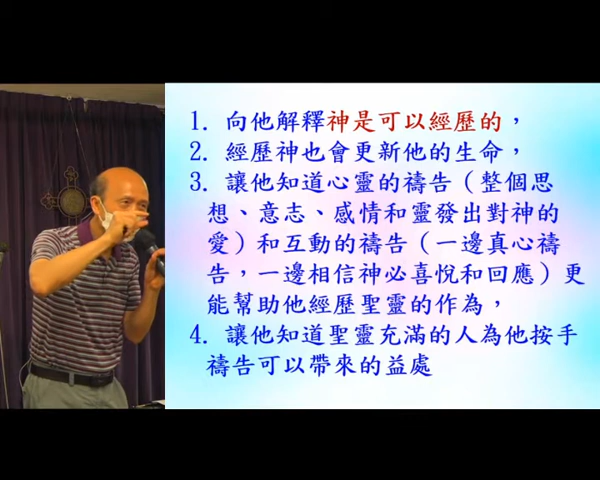 1. 向他解釋神是可以經歷的，
2. 經歷神也會更新他的生命，
3. 讓他知道心靈的禱告（整個思
想、意志、感情和靈發出對神的
愛）和互動的禱告（一邊真心禱
告，一邊相信神必喜悅和回應）更
能幫助他經歷聖靈的作為，
4. 讓他知道聖靈充滿的人為他按手
禱告可以帶來的益處